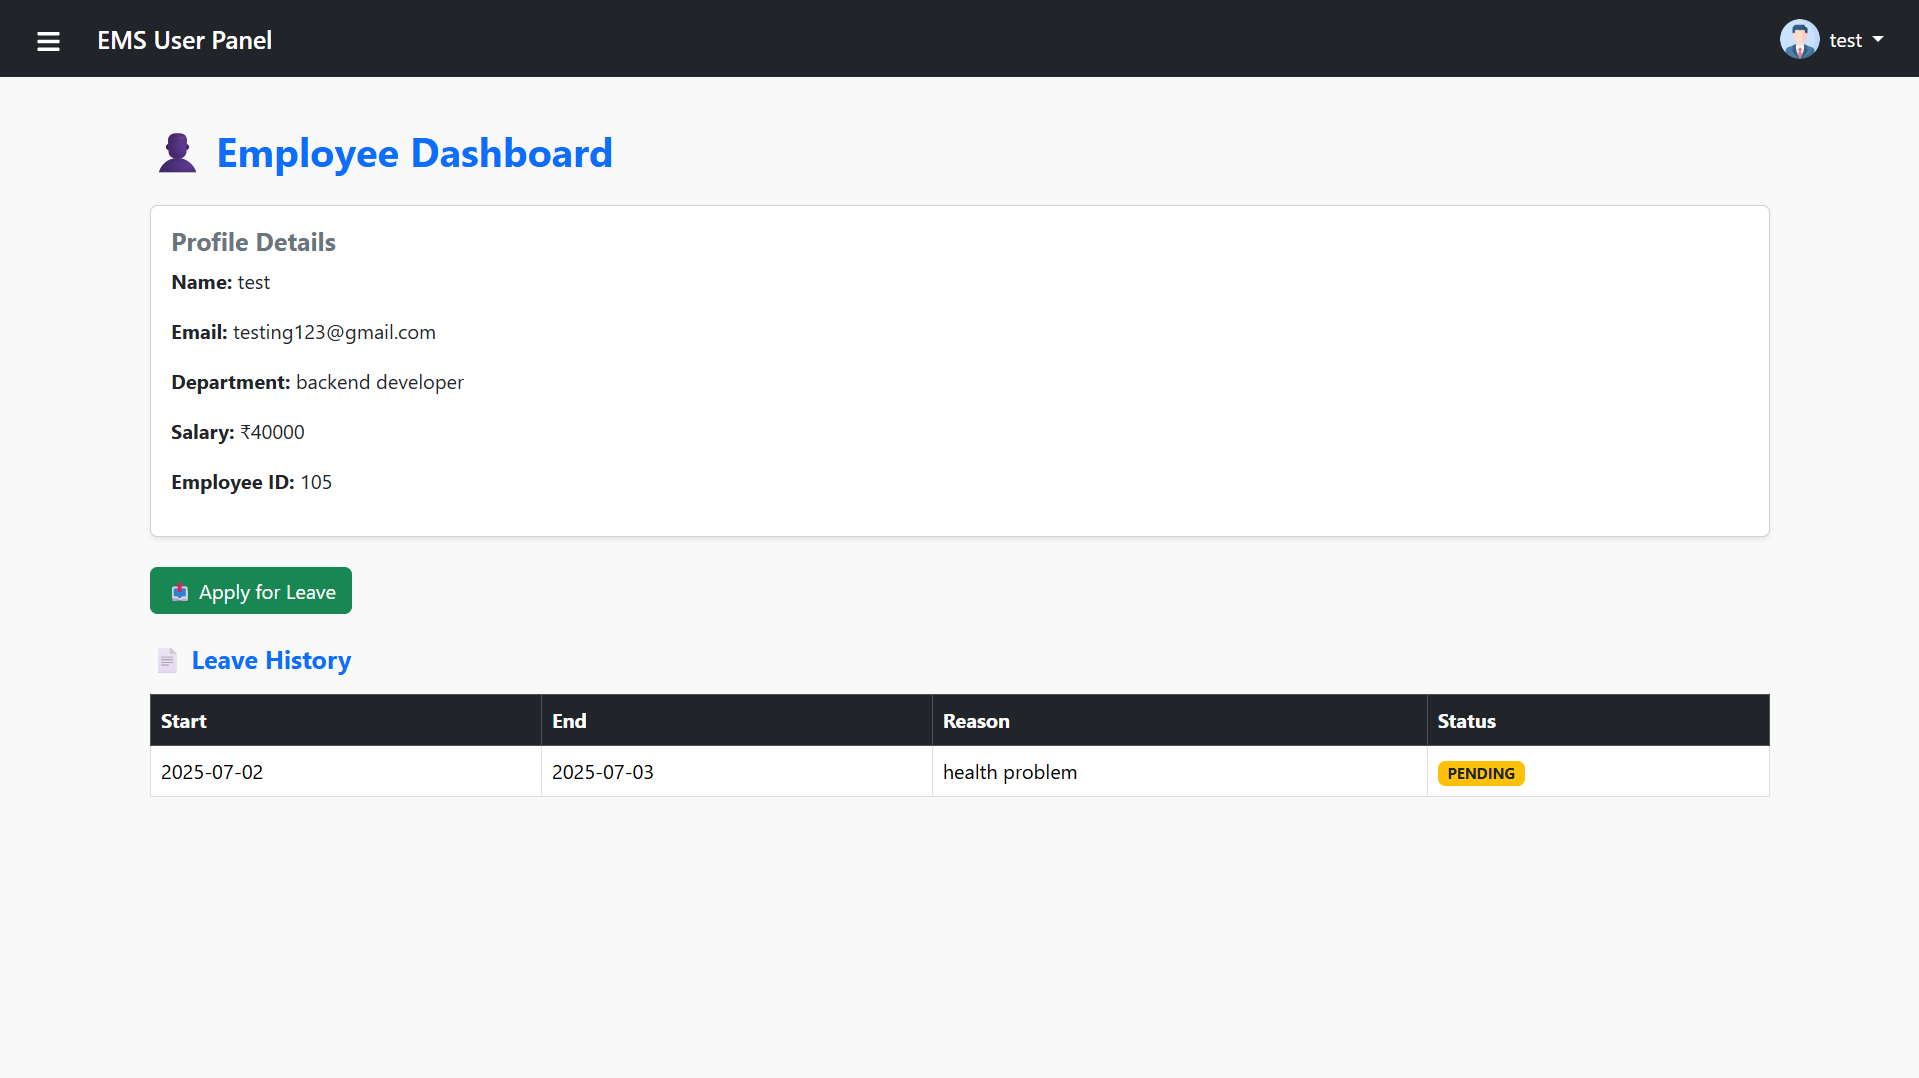 EMS User Panel
test
Employee Dashboard
Profile Details
Name: test
Email: testing123@gmail.com
Department: backend developer
Salary: ₹40000
Employee ID: 105
Apply for Leave
Leave History
Start End Reason Status
2025-07-02 2025-07-03 health problem PENDING